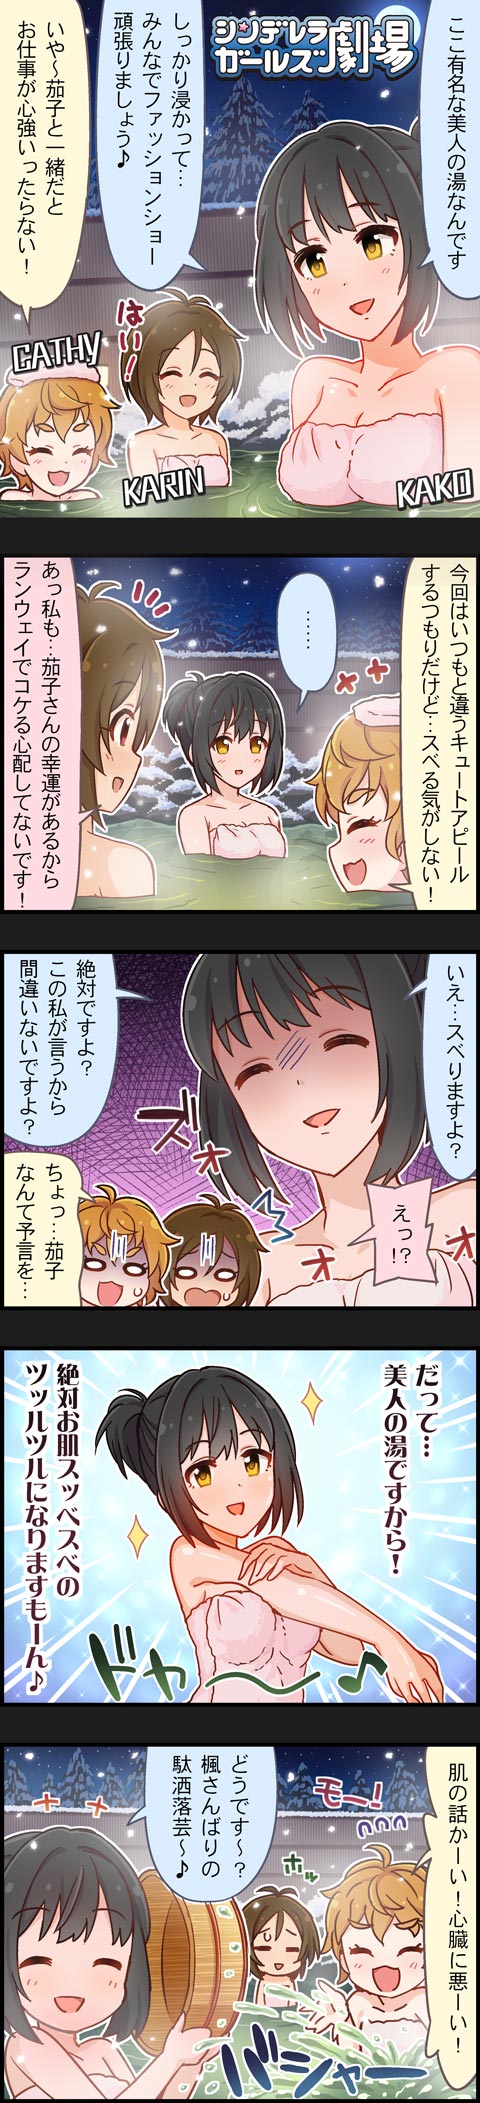 シンデレラ
ガールズ劇場
ここ有名な美人の湯なんです
しっかり浸かって…
みんなでファッションショー
頑張りましょう♪
はい!
いや〜茄子と一緒だと
お仕事が心強いったらない!
CATHY
KARIN
KAKO
今回はいつもと違うキュートアピール
するつもりだけど…スベる気がしない!
……
あっ私も…茄子さんの幸運があるから
ランウェイでコケる心配してないです!
いえ…スベりますよ?
絶対ですよ?
この私が言うから
間違いないですよ?
ズオオオ
えっ!?
ちょっ…茄子
なんて予言を…
だって…
美人の湯ですから!
絶対お肌スッベスベの
ツッルツルになりますもーん♪
ドヤ〜♪
肌の話かーい!心臓に悪ーい!
モー!
どうです〜?
楓さんばりの
駄洒落芸〜♪
ホッ
バシャー